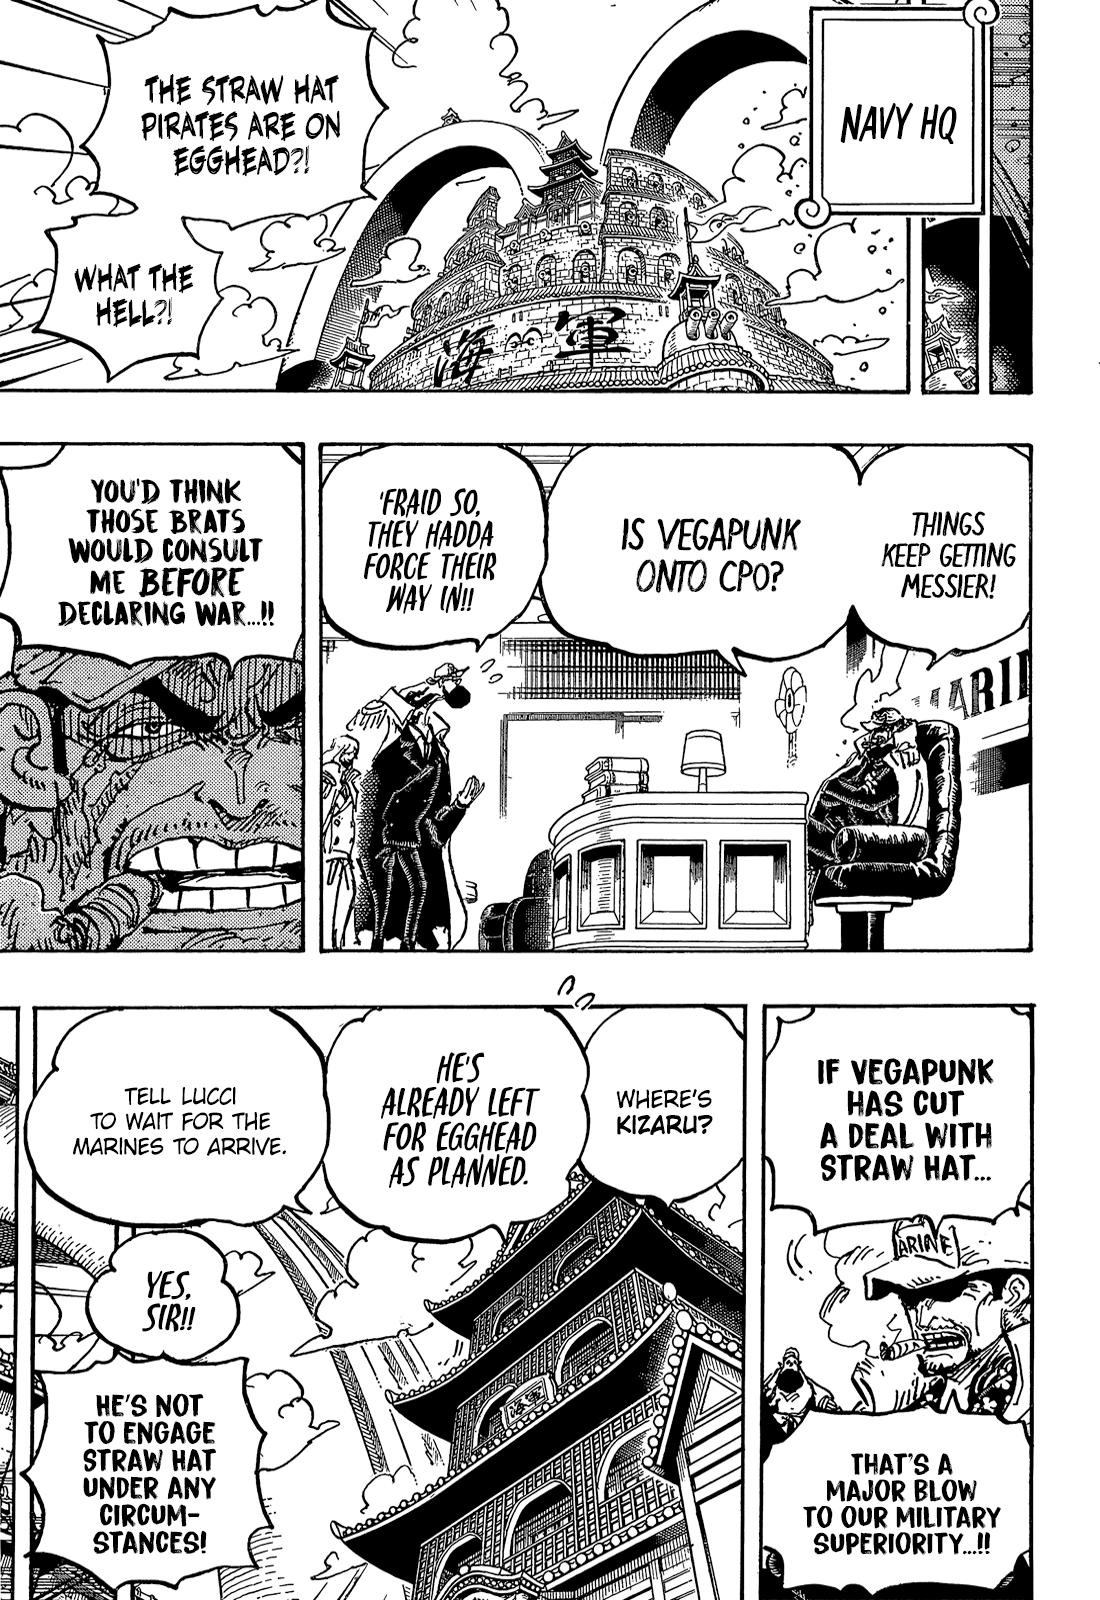 NAVY HQ
THE STRAW HAT
PIRATES ARE ON
EGGHEAD?!
WHAT THE
HELL?!
海軍
THINGS
KEEP GETTING
MESSIER!
IS VEGAPUNK
ONTO CP0?
'FRAID SO,
THEY HADDA
FORCE THEIR
WAY IN!!
MARIN
YOU'D THINK
THOSE BRATS
WOULD CONSULT
ME BEFORE
DECLARING WAR...!!
IF VEGAPUNK
HAS CUT
A DEAL WITH
STRAW HAT...
ARINE
THAT'S A
MAJOR BLOW
TO OUR MILITARY
SUPERIORITY...!!
WHERE'S
KIZARU?
HE'S
ALREADY LEFT
FOR EGGHEAD
AS PLANNED.
TELL LUCCI
TO WAIT FOR THE
MARINES TO ARRIVE.
YES,
SIR!!
HE'S NOT
TO ENGAGE
STRAW HAT
UNDER ANY
CIRCUM-
STANCES!